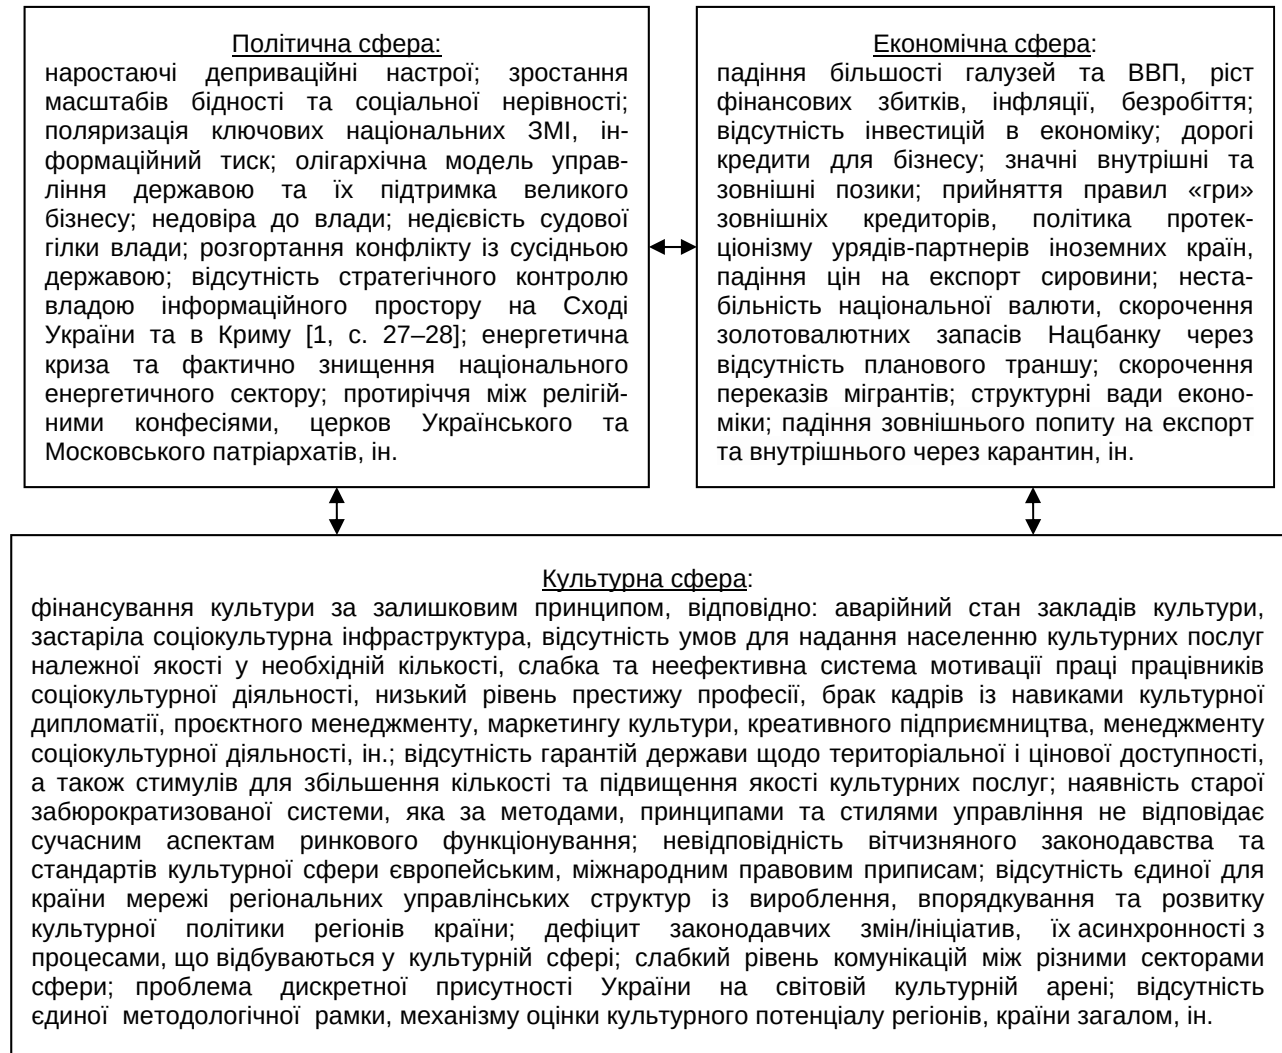 Політична сфера:
наростаючі деприваційні настрої; зростання
масштабів бідності та соціальної нерівності;
поляризація ключових національних ЗМІ, ін-
формаційний тиск; олігархічна модель управ-
ління державою та їх підтримка великого
бізнесу; недовіра до влади; недієвість судової
гілки влади; розгортання конфлікту із сусідньою
державою; відсутність стратегічного контролю
владою інформаційного простору на Сході
України та в Криму [1, с. 27–28]; енергетична
криза та фактично знищення національного
енергетичного сектору; протиріччя між релігій-
ними конфесіями, церков Українського та
Московського патріархатів, ін.
Економічна сфера:
падіння більшості галузей та ВВП, ріст
фінансових збитків, інфляції, безробіття;
відсутність інвестицій в економіку; дорогі
кредити для бізнесу; значні внутрішні та
зовнішні позики; прийняття правил «гри»
зовнішніх кредиторів, політика протек-
ціонізму урядів-партнерів іноземних країн,
падіння цін на експорт сировини; неста-
більність національної валюти, скорочення
золотовалютних запасів Нацбанку через
відсутність планового траншу; скорочення
переказів мігрантів; структурні вади еконо-
міки; падіння зовнішнього попиту на експорт
та внутрішнього через карантин, ін.
Культурна сфера:
фінансування культури за залишковим принципом, відповідно: аварійний стан закладів культури,
застаріла соціокультурна інфраструктура, відсутність умов для надання населенню культурних послуг
належної якості у необхідній кількості, слабка та неефективна система мотивації праці працівників
соціокультурної діяльності, низький рівень престижу професії, брак кадрів із навиками культурної
дипломатії, проєктного менеджменту, маркетингу культури, креативного підприємництва, менеджменту
соціокультурної діяльності, ін.; відсутність гарантій держави щодо територіальної і цінової доступності,
а також стимулів для збільшення кількості та підвищення якості культурних послуг; наявність старої
забюрократизованої системи, яка за методами, принципами та стилями управління не відповідає
сучасним аспектам ринкового функціонування; невідповідність вітчизняного законодавства та
стандартів культурної сфери європейським, міжнародним правовим приписам; відсутність єдиної для
країни мережі регіональних управлінських структур із вироблення, впорядкування та розвитку
культурної політики регіонів країни; дефіцит законодавчих змін/ініціатив, їх асинхронності з
процесами, що відбуваються у культурній сфері; слабкий рівень комунікацій між різними секторами
сфери; проблема дискретної присутності України на світовій культурній арені; відсутність
єдиної методологічної рамки, механізму оцінки культурного потенціалу регіонів, країни загалом, ін.